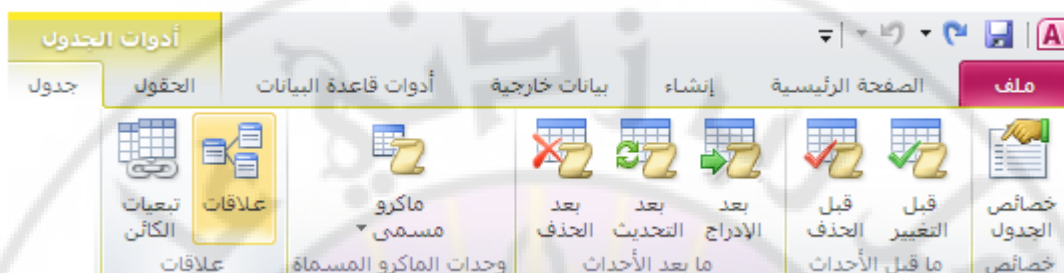 أدوات الجدول
ملف الصفحة الرئيسية إنشاء بيانات خارجية أدوات قاعدة البيانات الحقول جدول
خصائص الجدول
قبل التغيير
قبل الحذف
بعد الإدراج
بعد التحديث
بعد الحذف
ماكرو مسمى
علاقات
تبعيات الكائن
خصائص ما قبل الأحداث ما بعد الأحداث وحدات الماكرو المسماة علاقات